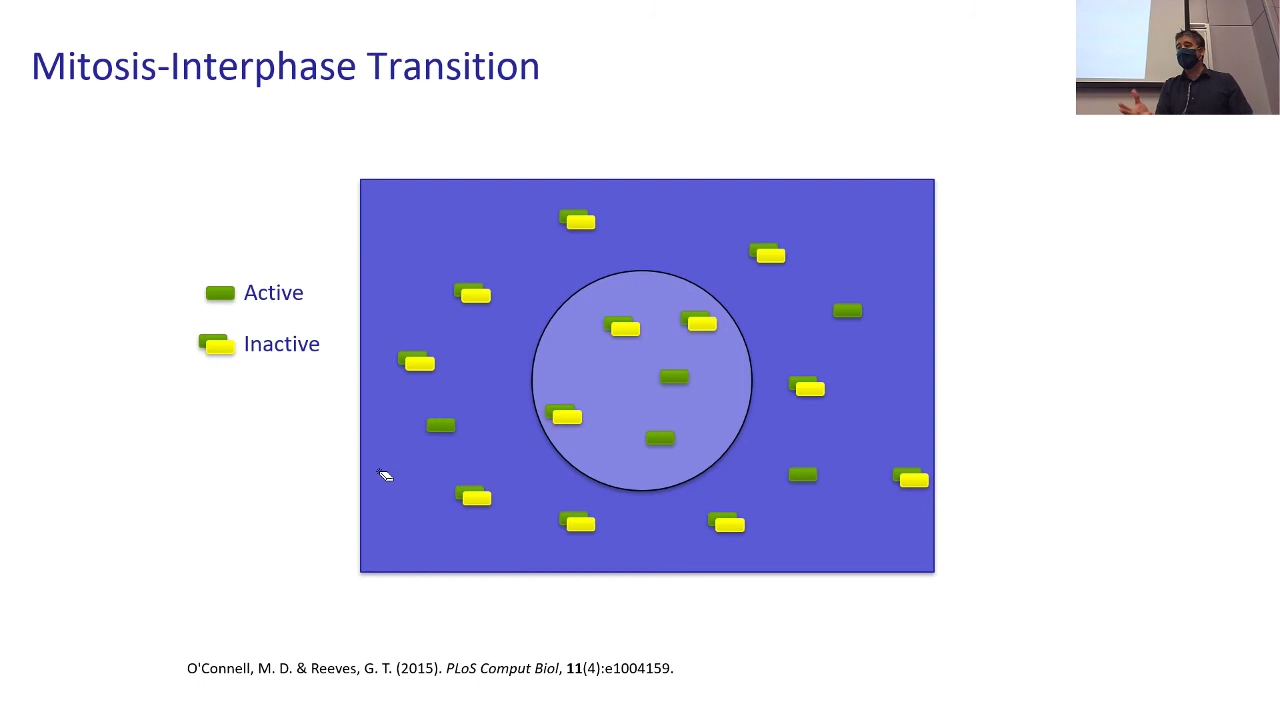 Mitosis-Interphase Transition
Active
Inactive
O'Connell, M. D. & Reeves, G. T. (2015). PLoS Comput Biol, 11(4):e1004159.